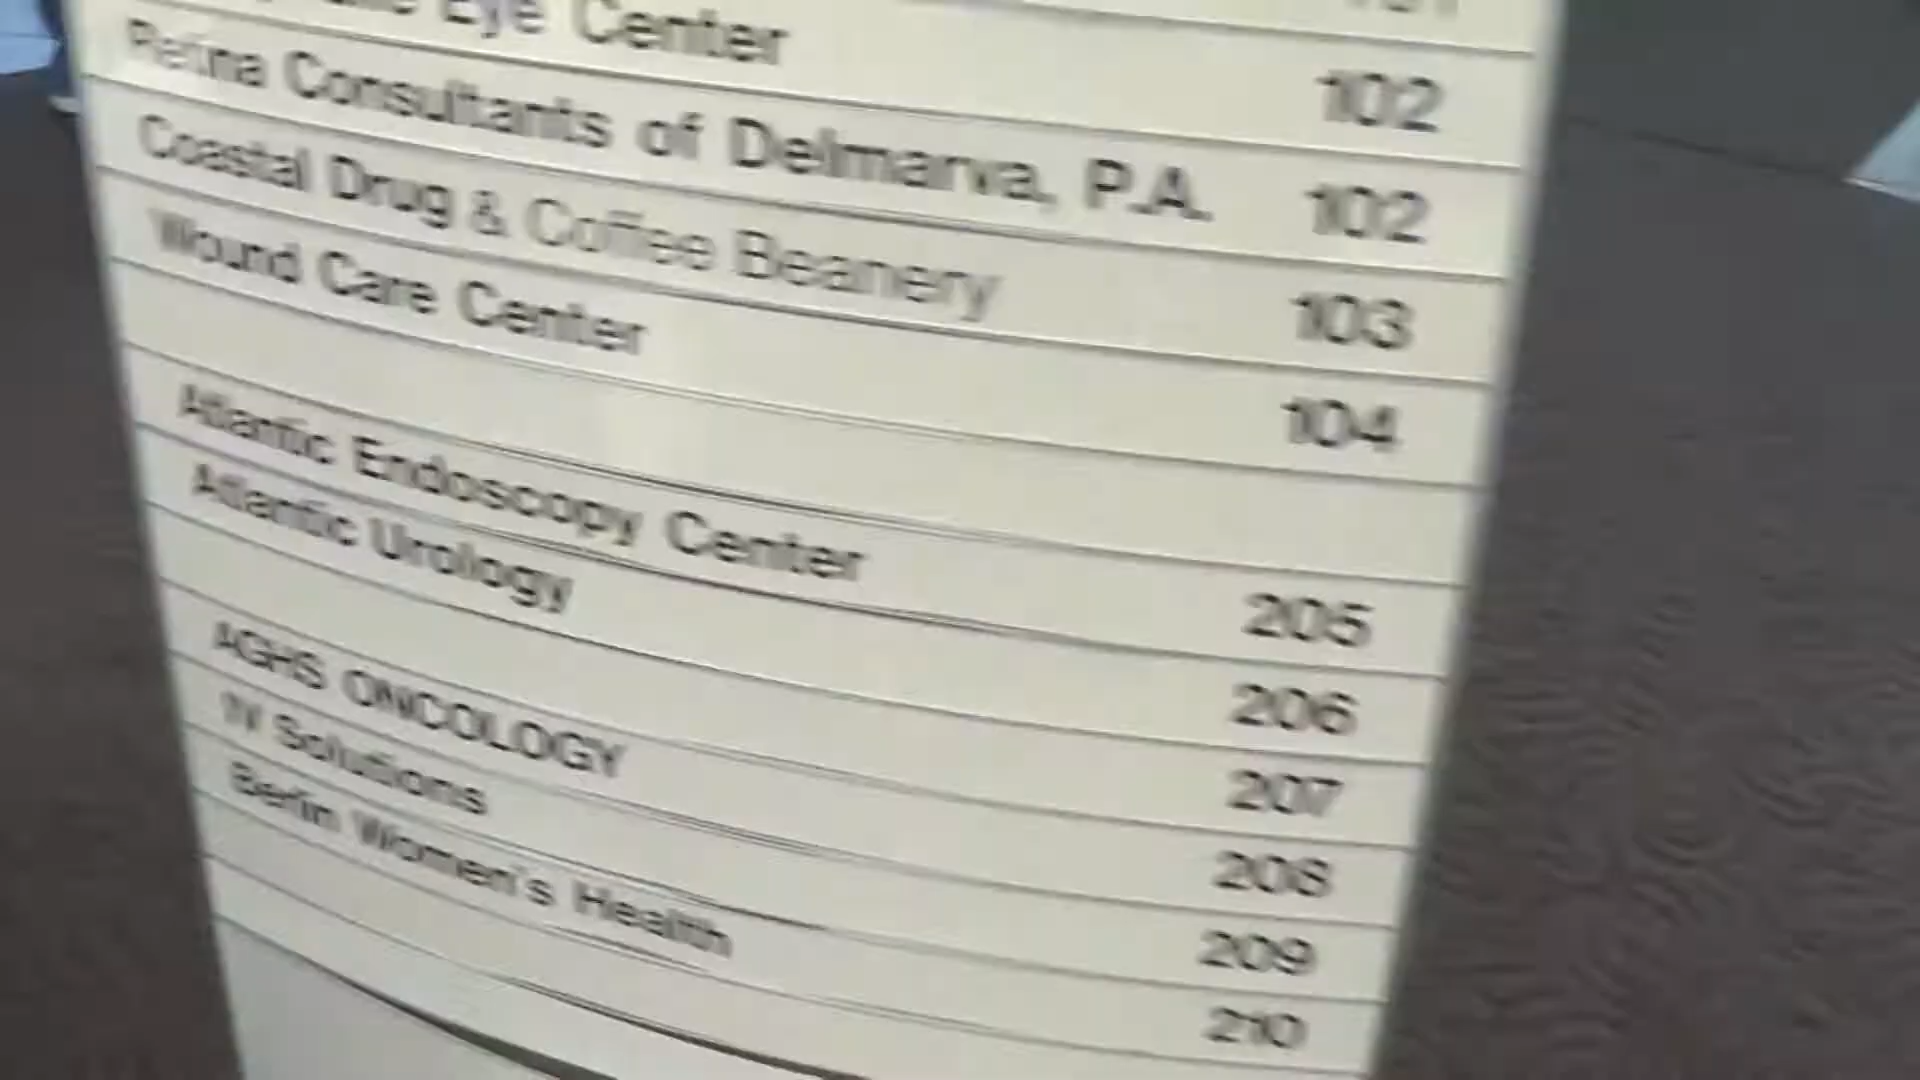 Eye Center 102
Retina Consultants of Delmarva, P.A. 102
Coastal Drug & Coffee Beanery 103
Wound Care Center 104
Atlantic Endoscopy Center 205
Atlantic Urology 206
207
AGHS ONCOLOGY 208
IV Solutions 209
Berlin Women's Health 210